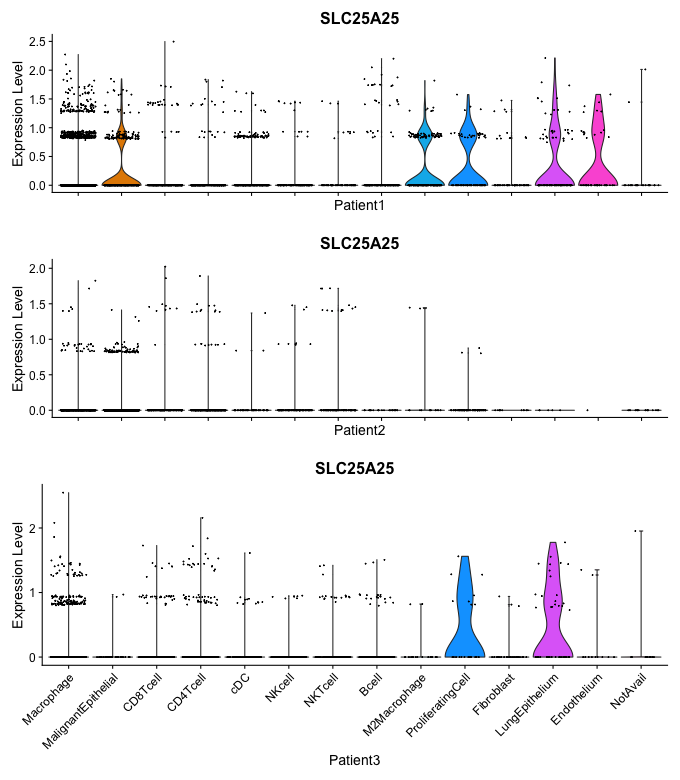 SLC25A25
Expression Level
2.5
2.0
1.5
1.0
0.5
0.0
Patient1
SLC25A25
Expression Level
2.0
1.5
1.0
0.5
0.0
Patient2
SLC25A25
Expression Level
2
1
0
Macrophage
MalignantEpithelial
CD8Tcell
CD4Tcell
cDC
NKcell
NKTcell
Bcell
M2Macrophage
ProliferatingCell
Fibroblast
LungEpithelium
Endothelium
NotAvail
Patient3